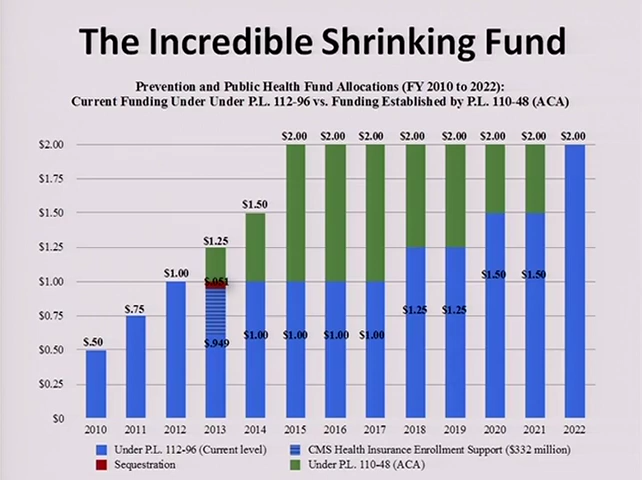 The Incredible Shrinking Fund
Prevention and Public Health Fund Allocations (FY 2010 to 2022):
Current Funding Under Under P.L. 112-96 vs. Funding Established by P.L. 110-48 (ACA)
$2.00 $2.00 $2.00 $2.00 $2.00 $2.00 $2.00 $2.00
$2.00
$1.75
$1.50
$1.50
$1.25
$1.25
$1.00
$1.00
$.051
$1.50 $1.50
$.75
$0.75
$1.25 $1.25
$.50
$.949
$1.00 $1.00 $1.00 $1.00
$0.50
$0.25
$0
2010 2011 2012 2013 2014 2015 2016 2017 2018 2019 2020 2021 2022
Under P.L. 112-96 (Current level) CMS Health Insurance Enrollment Support ($332 million)
Sequestration Under P.L. 110-48 (ACA)